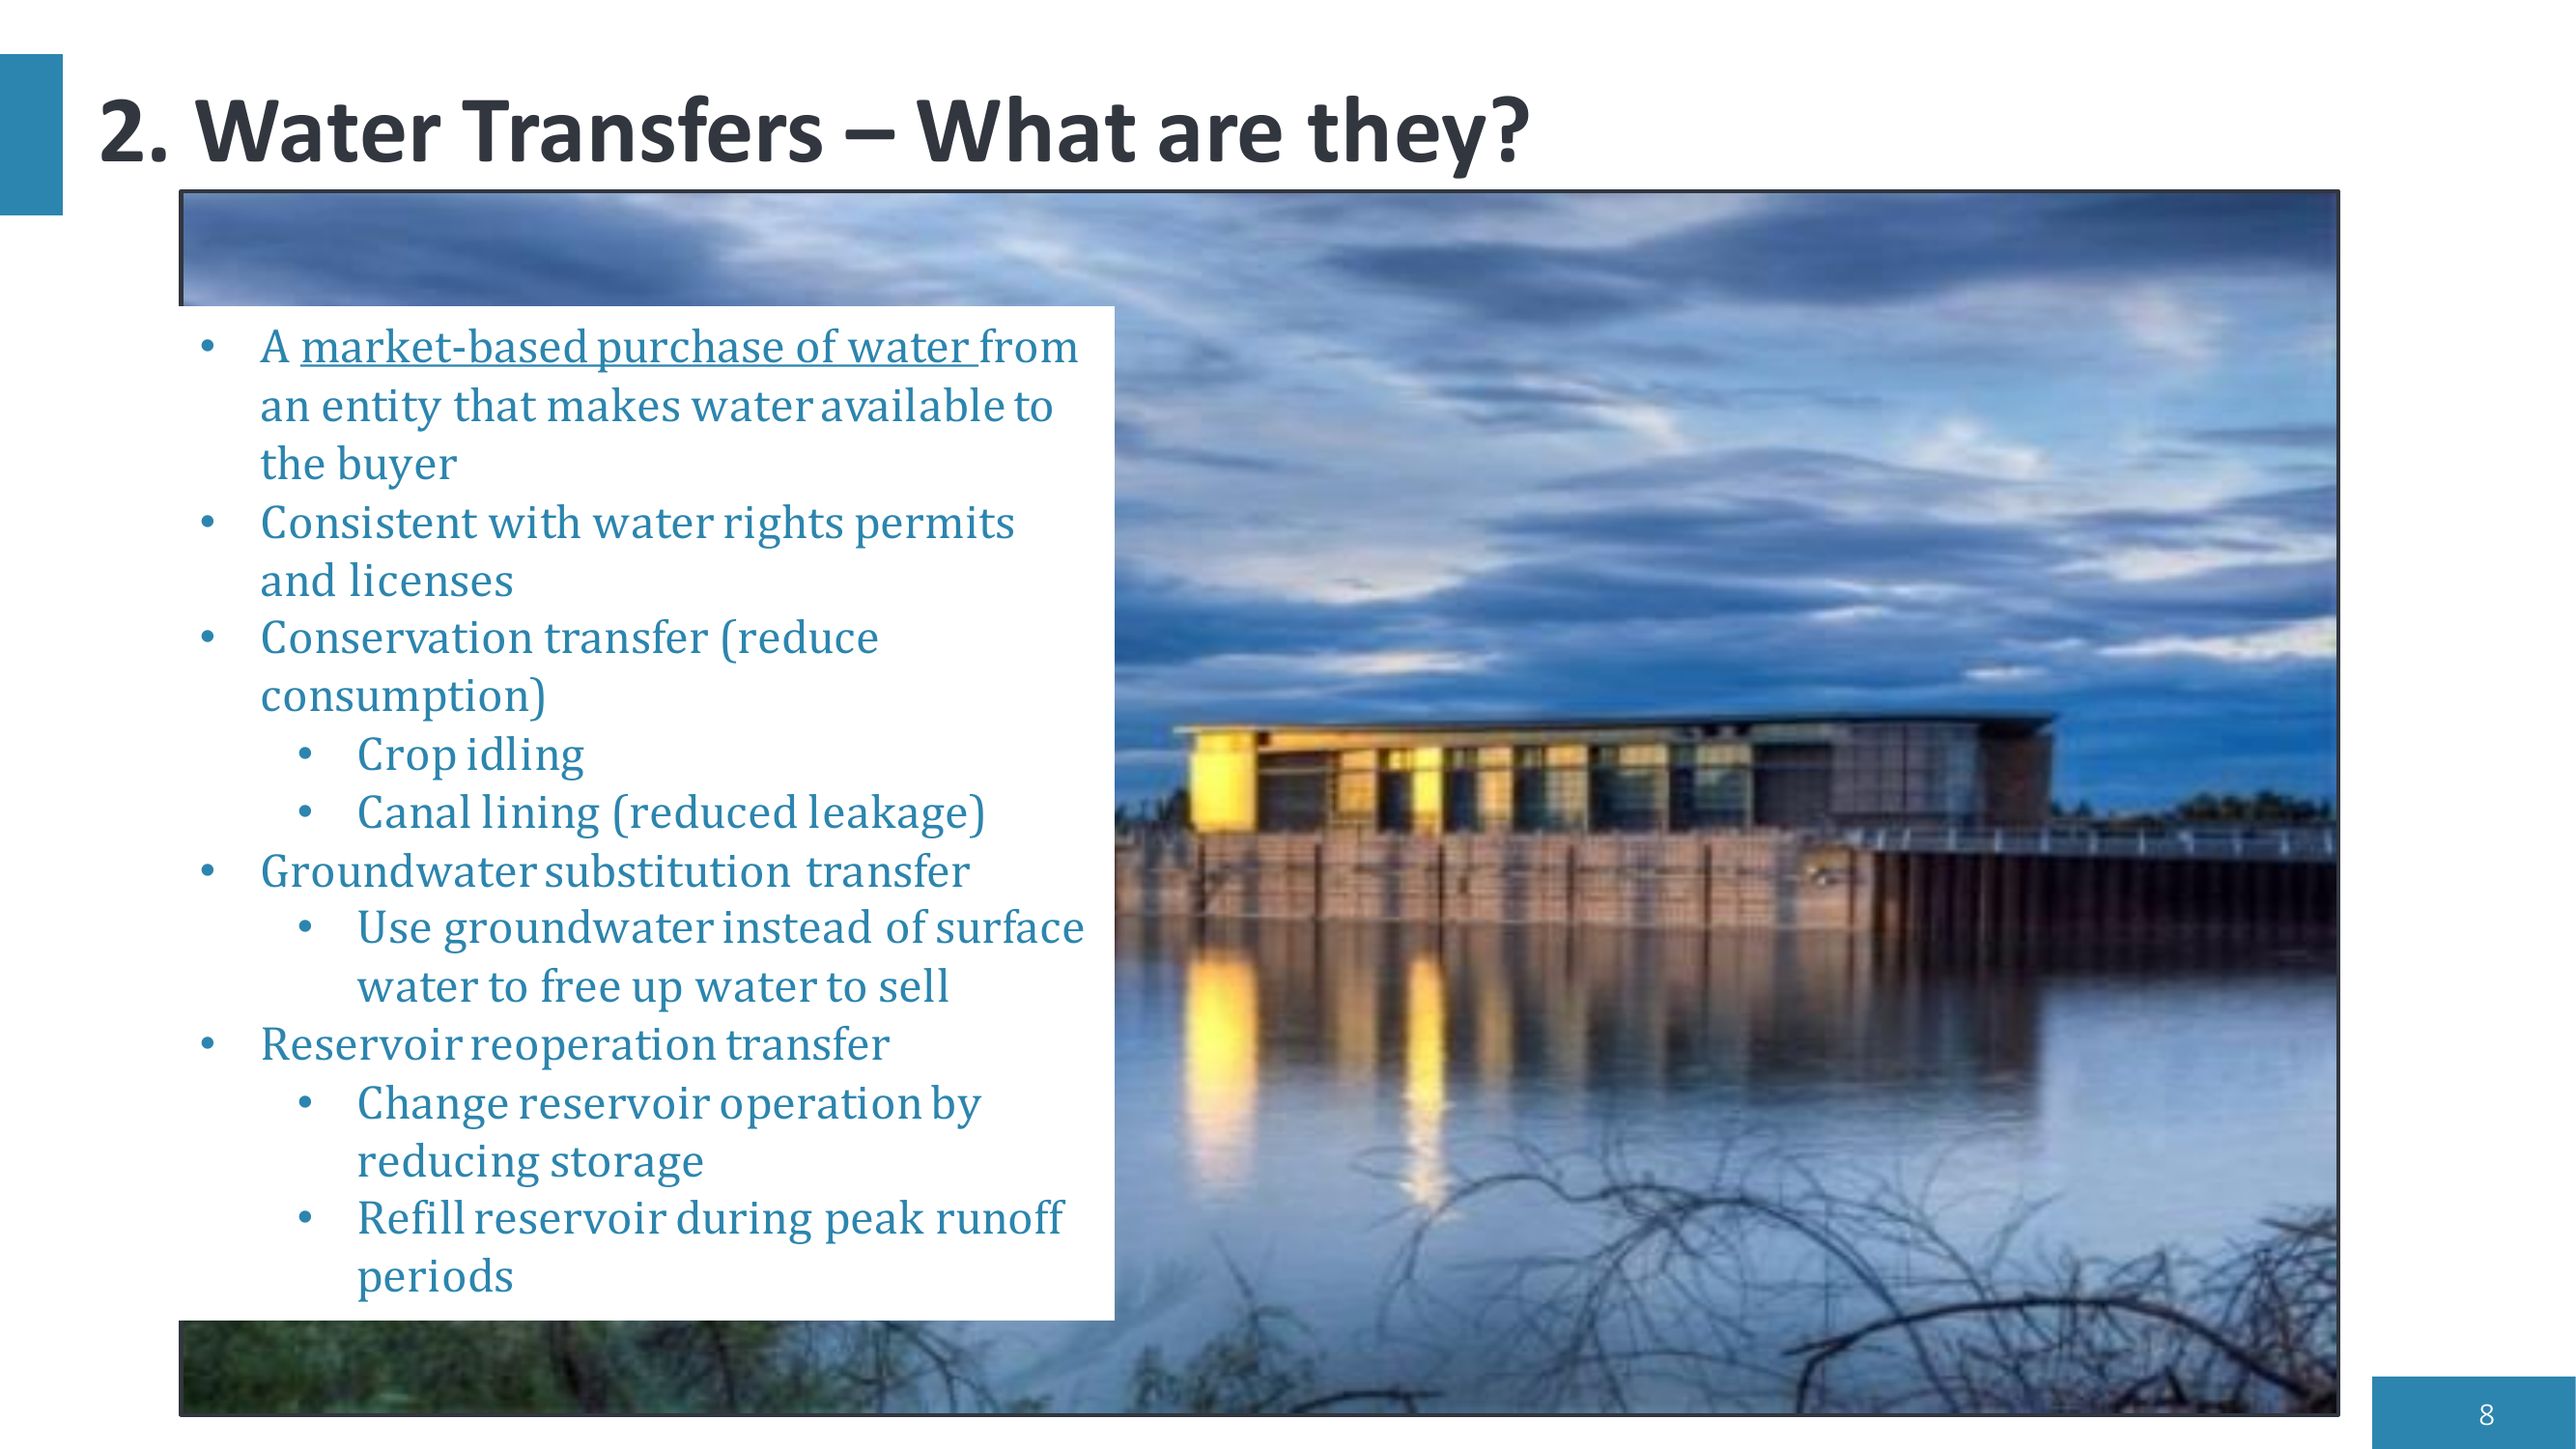 2. Water Transfers – What are they?
• A market-based purchase of water from
an entity that makes water available to
the buyer
• Consistent with water rights permits
and licenses
• Conservation transfer (reduce
consumption)
• Crop idling
• Canal lining (reduced leakage)
• Groundwater substitution transfer
• Use groundwater instead of surface
water to free up water to sell
• Reservoir reoperation transfer
• Change reservoir operation by
reducing storage
• Refill reservoir during peak runoff
periods
8